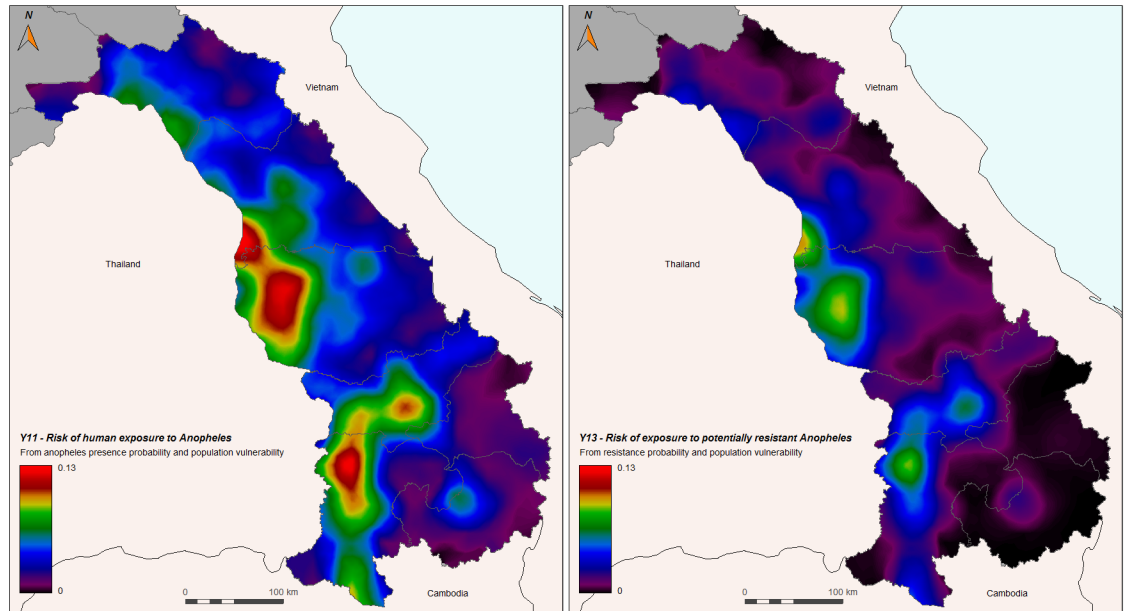 N
Vietnam
Thailand
Y11 - Risk of human exposure to Anopheles
From anopheles presence probability and population vulnerability
0.13
0
0 100 km
Cambodia
N
Vietnam
Thailand
Y13 - Risk of exposure to potentially resistant Anopheles
From resistance probability and population vulnerability
0.13
0
0 100 km
Cambodia